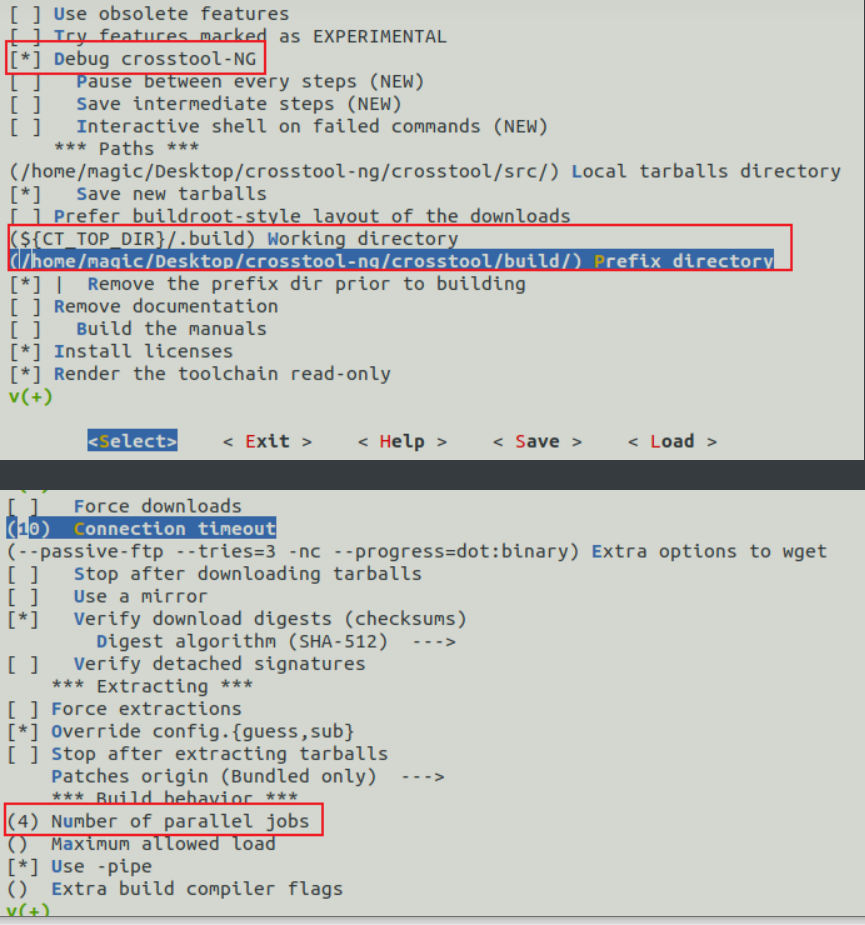 [ ] Use obsolete features
[ ] Try features marked as EXPERIMENTAL
[*] Debug crosstool-NG
[ ]   Pause between every steps (NEW)
[ ]   Save intermediate steps (NEW)
[ ]   Interactive shell on failed commands (NEW)
    *** Paths ***
(/home/magic/Desktop/crosstool-ng/crosstool/src/) Local tarballs directory
[*]   Save new tarballs
[ ] Prefer buildroot-style layout of the downloads
(${CT_TOP_DIR}/.build) Working directory
(/home/magic/Desktop/crosstool-ng/crosstool/build/) Prefix directory
[*] |  Remove the prefix dir prior to building
[ ] Remove documentation
[ ]   Build the manuals
[*] Install licenses
[*] Render the toolchain read-only
v(+)
<Select>    < Exit >    < Help >    < Save >    < Load >
[ ]   Force downloads
(10)  Connection timeout
(--passive-ftp --tries=3 -nc --progress=dot:binary) Extra options to wget
[ ]   Stop after downloading tarballs
[ ]   Use a mirror
[*]   Verify download digests (checksums)
        Digest algorithm (SHA-512)  --->
[ ]   Verify detached signatures
    *** Extracting ***
[ ] Force extractions
[*] Override config.{guess,sub}
[ ] Stop after extracting tarballs
    Patches origin (Bundled only)  --->
    *** Build behavior ***
(4) Number of parallel jobs
()  Maximum allowed load
[*] Use -pipe
()  Extra build compiler flags
v(+)